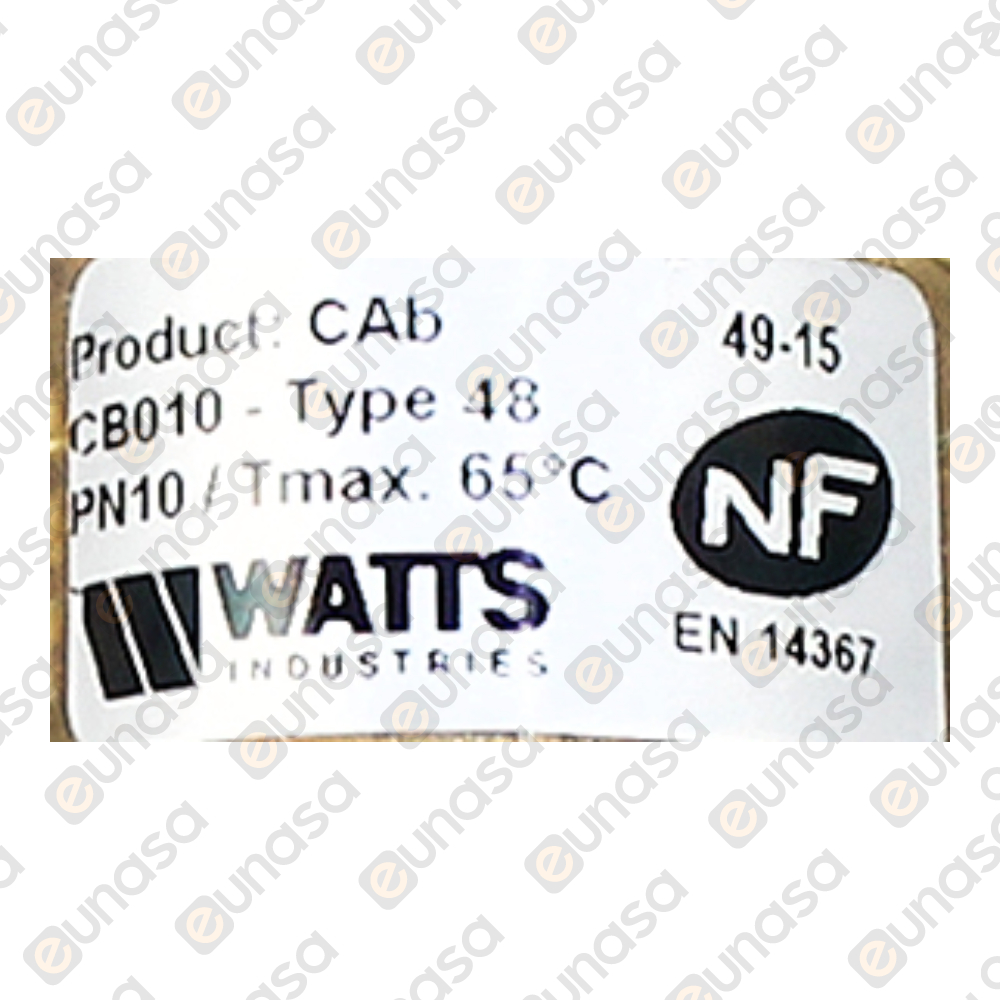 Product: CAb
CB010 - Type 48
PN10 / Tmax. 65°C
WATTS
INDUSTRIES
49-15
NF
EN 14367
eunasa